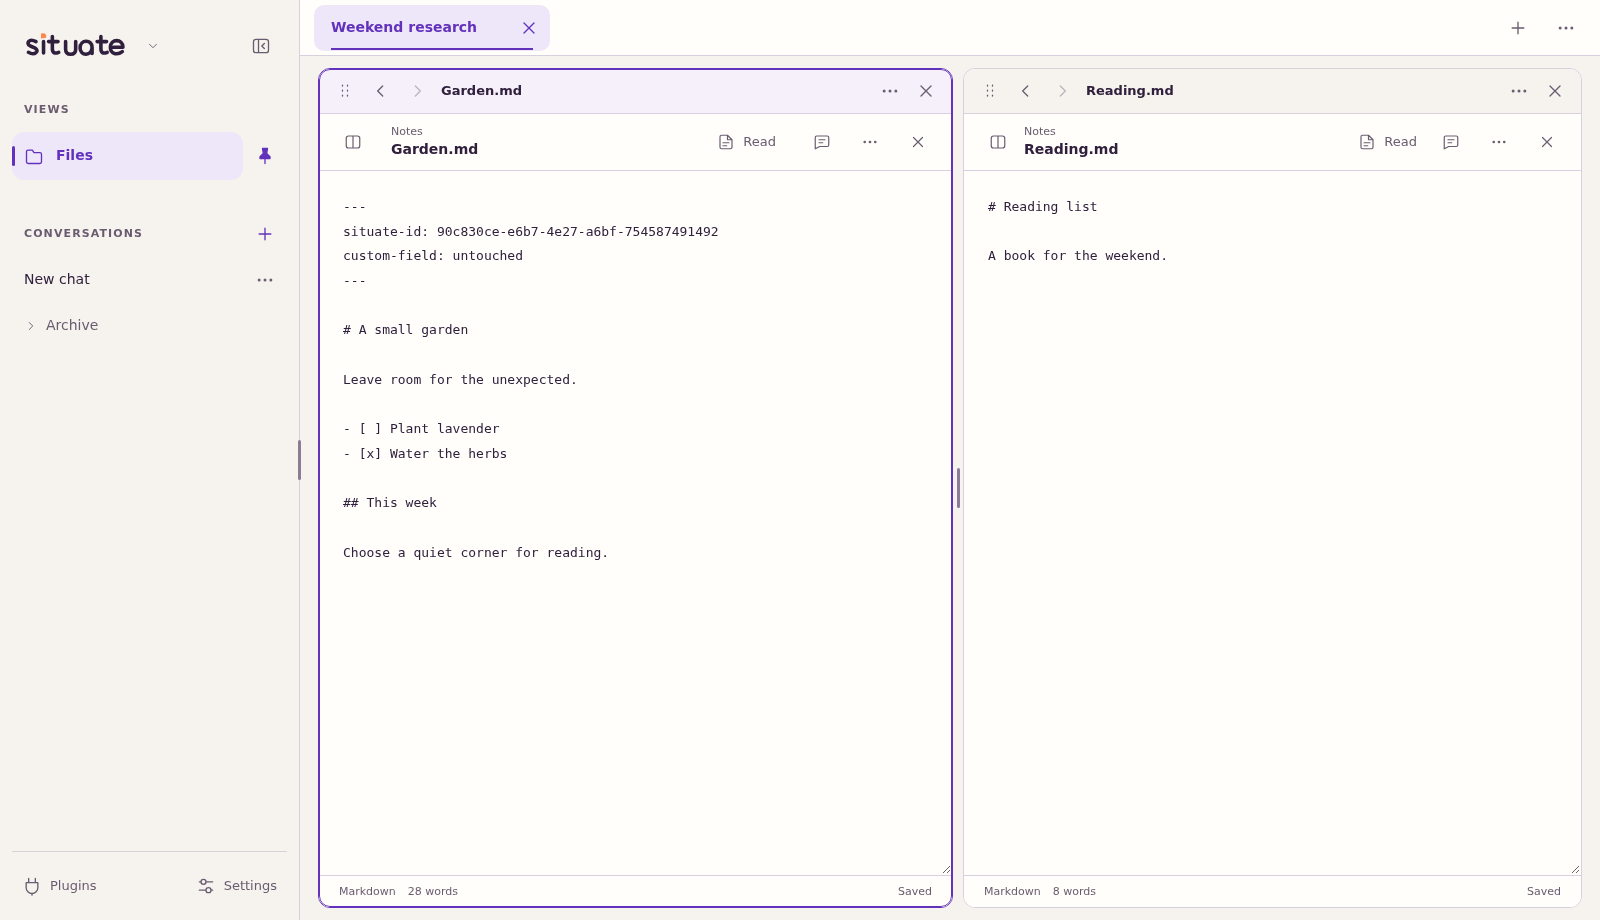 situate
VIEWS
Files
CONVERSATIONS
New chat
Archive
Plugins
Settings
Weekend research
Garden.md
Notes
Garden.md
Read
---
situate-id: 90c830ce-e6b7-4e27-a6bf-754587491492
custom-field: untouched
---
# A small garden
Leave room for the unexpected.
- [ ] Plant lavender
- [x] Water the herbs
## This week
Choose a quiet corner for reading.
Markdown 28 words Saved
Reading.md
Notes
Reading.md
Read
# Reading list
A book for the weekend.
Markdown 8 words Saved